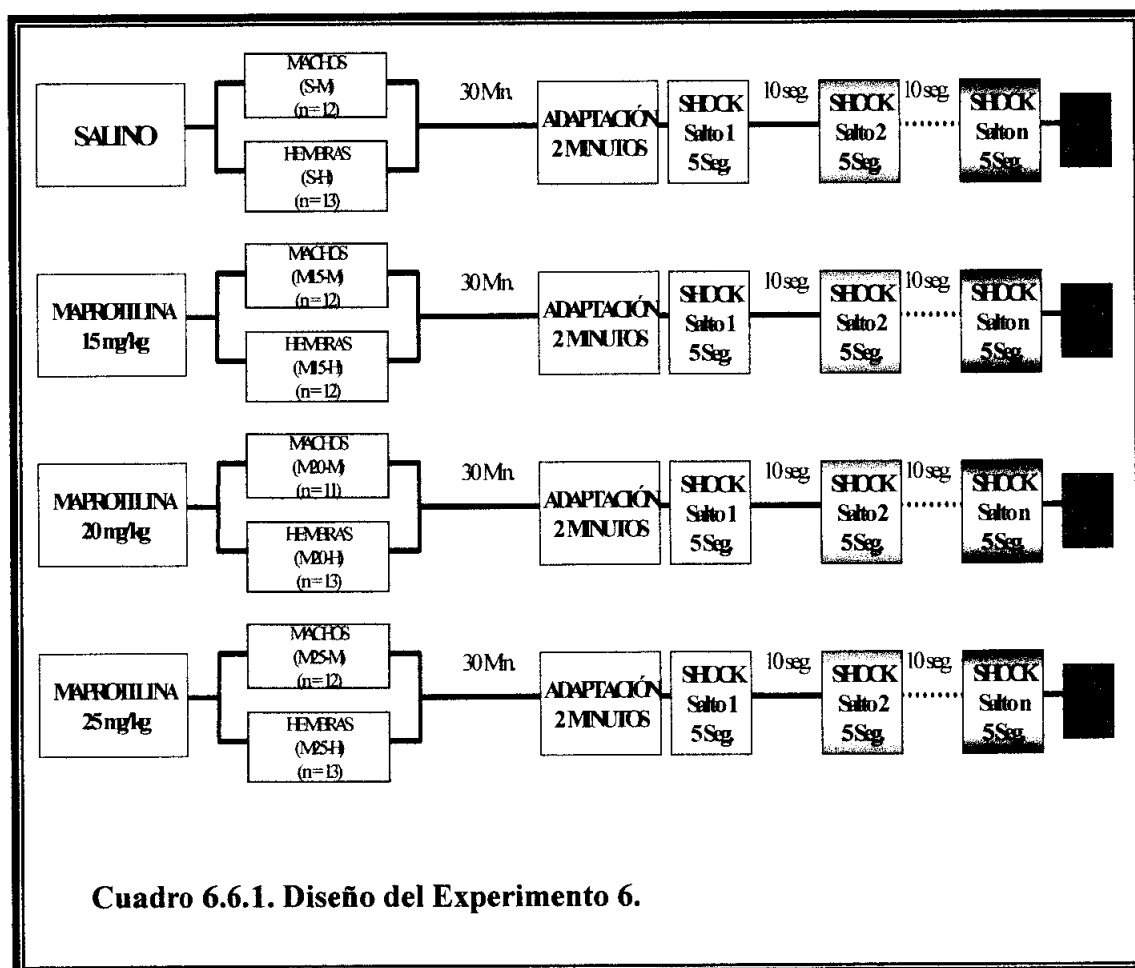 MACHOS
(S-M)
(n=12)
SALINO
HEMBRAS
(S-H)
(n=13)
30 Min.
ADAPTACIÓN
2 MINUTOS
SHOCK
Salto 1
5 Seg.
10 seg.
SHOCK
Salto 2
5 Seg.
10 seg.
SHOCK
Salto n
5 Seg.
MACHOS
(M15-M)
(n=12)
MAPROTILINA
15 mg/kg
HEMBRAS
(M15-H)
(n=12)
30 Min.
ADAPTACIÓN
2 MINUTOS
SHOCK
Salto 1
5 Seg.
10 seg.
SHOCK
Salto 2
5 Seg.
10 seg.
SHOCK
Salto n
5 Seg.
MACHOS
(M20-M)
(n=11)
MAPROTILINA
20 mg/kg
HEMBRAS
(M20-H)
(n=13)
30 Min.
ADAPTACIÓN
2 MINUTOS
SHOCK
Salto 1
5 Seg.
10 seg.
SHOCK
Salto 2
5 Seg.
10 seg.
SHOCK
Salto n
5 Seg.
MACHOS
(M25-M)
(n=12)
MAPROTILINA
25 mg/kg
HEMBRAS
(M25-H)
(n=13)
30 Min.
ADAPTACIÓN
2 MINUTOS
SHOCK
Salto 1
5 Seg.
10 seg.
SHOCK
Salto 2
5 Seg.
10 seg.
SHOCK
Salto n
5 Seg.
Cuadro 6.6.1. Diseño del Experimento 6.